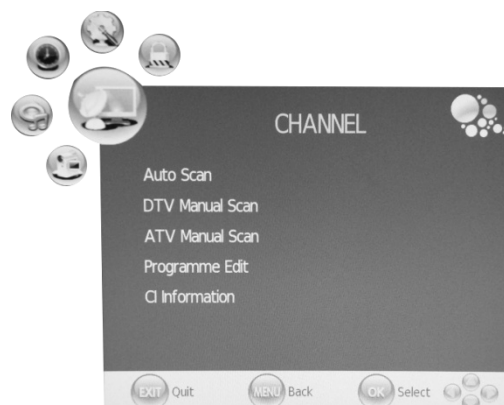 CHANNEL
Auto Scan
DTV Manual Scan
ATV Manual Scan
Programme Edit
CI Information
EXIT Quit MENU Back OK Select